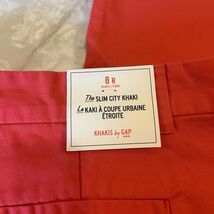 8 R
The SLIM CITY KHAKI
Le KAKI À COUPE URBAINE
ÉTROITE
KHAKIS by GAP